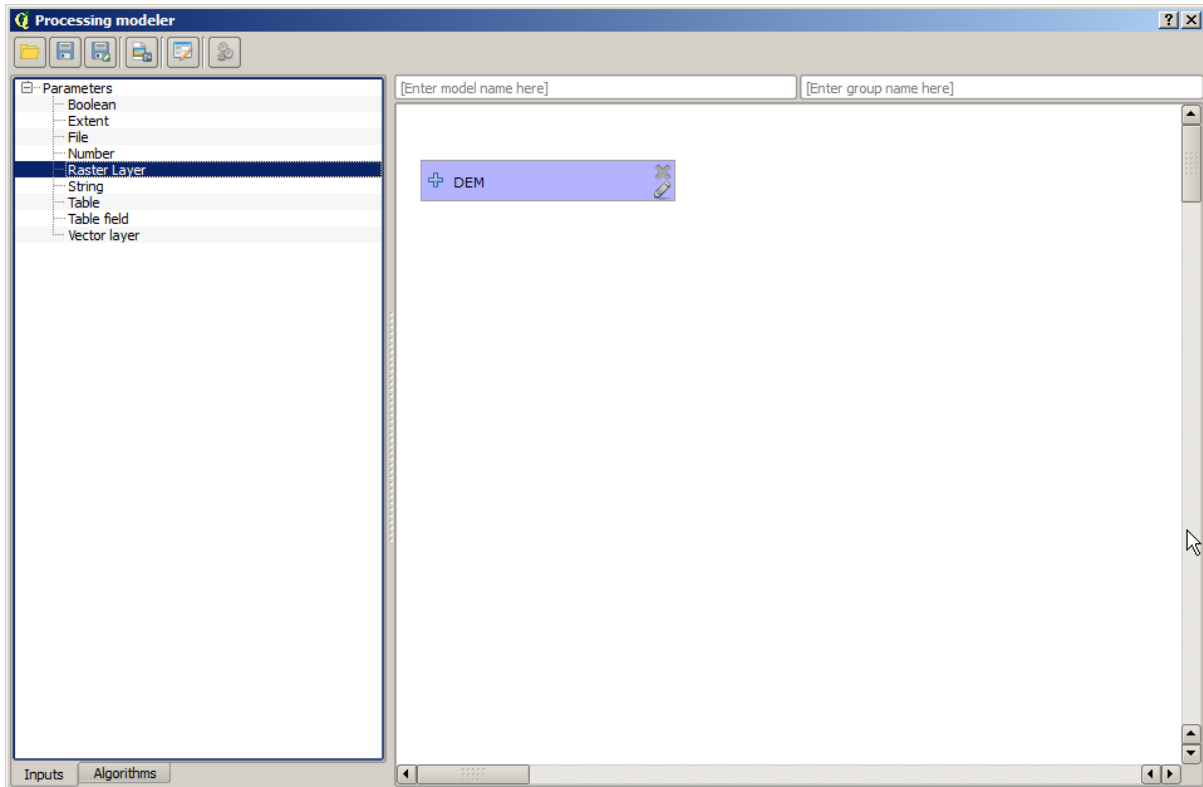 Processing modeler
Parameters
Boolean
Extent
File
Number
Raster Layer
String
Table
Table field
Vector layer
Inputs
Algorithms
[Enter model name here]
[Enter group name here]
DEM